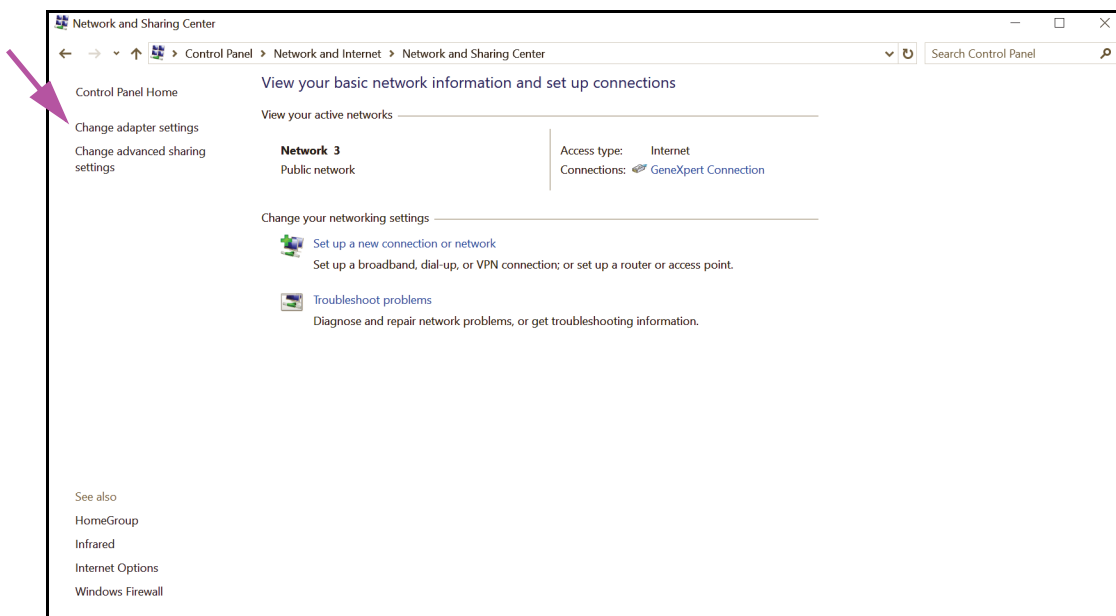 Network and Sharing Center
Control Panel > Network and Internet > Network and Sharing Center
Search Control Panel
Control Panel Home
Change adapter settings
Change advanced sharing
settings
View your basic network information and set up connections
View your active networks
Network 3
Public network
Access type: Internet
Connections: GeneXpert Connection
Change your networking settings
Set up a new connection or network
Set up a broadband, dial-up, or VPN connection; or set up a router or access point.
Troubleshoot problems
Diagnose and repair network problems, or get troubleshooting information.
See also
HomeGroup
Infrared
Internet Options
Windows Firewall